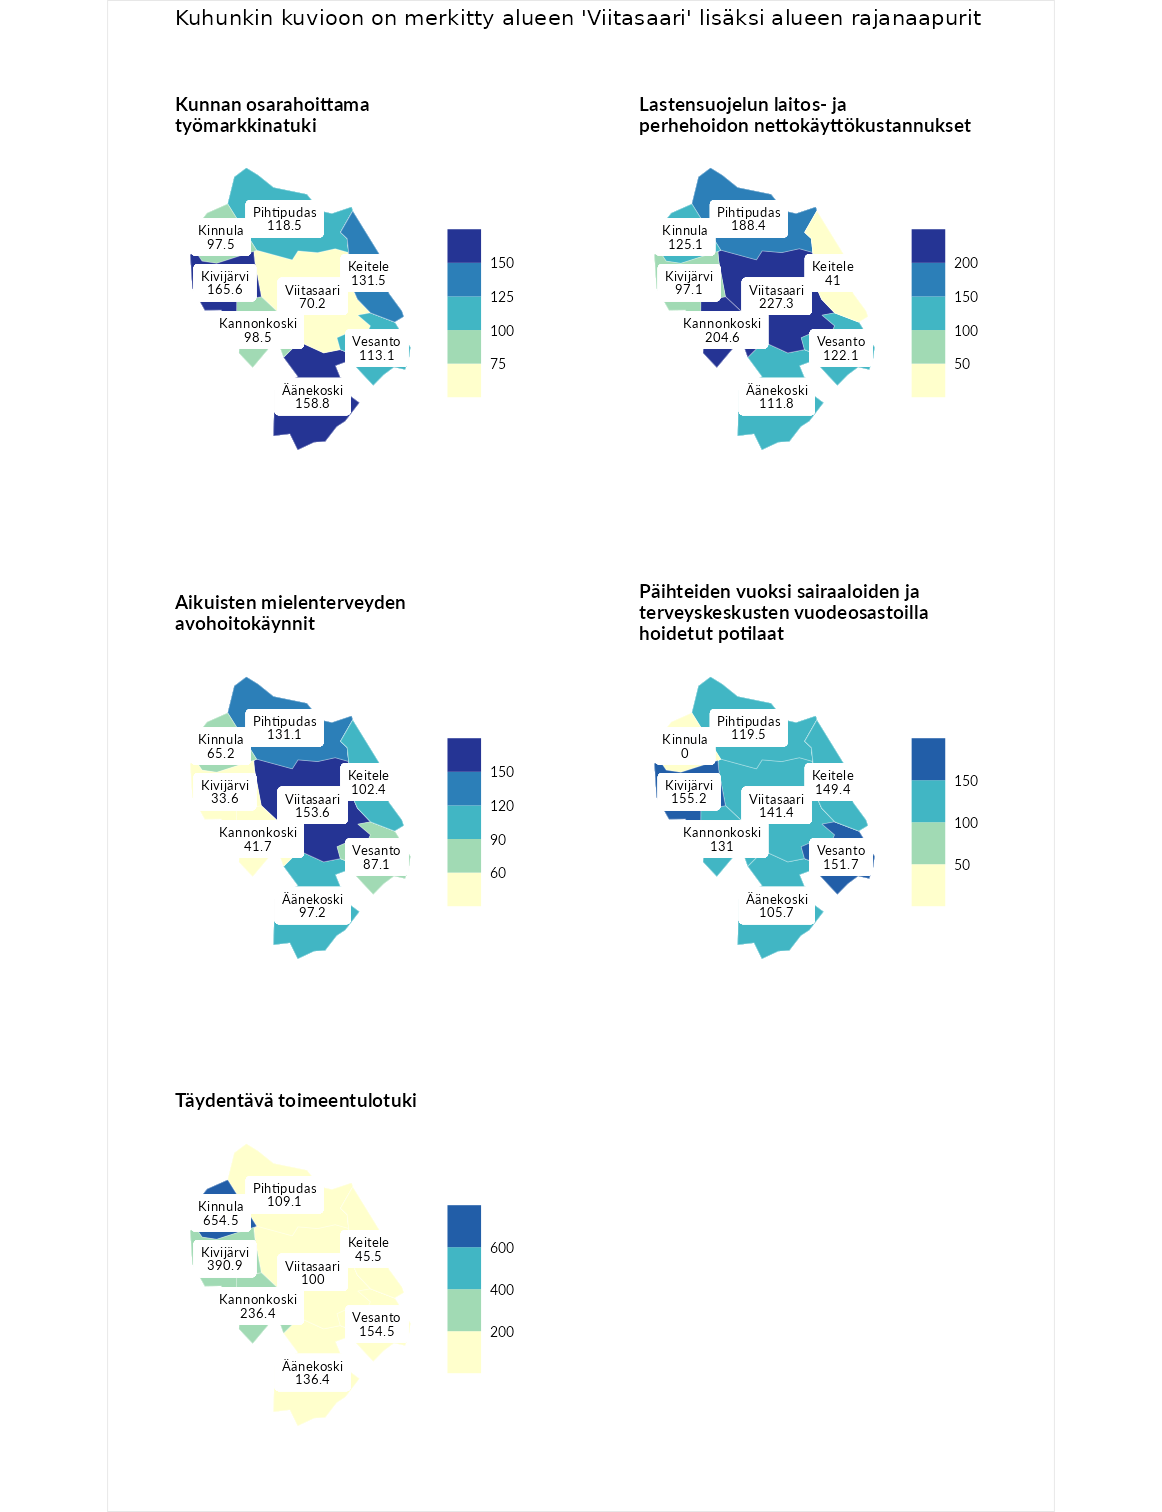 Kuhunkin kuvioon on merkitty alueen 'Viitasaari' lisäksi alueen rajanaapurit
Kunnan osarahoittama
työmarkkinatuki
Pihtipudas
118.5
Kinnula
97.5
Keitele
131.5
Kivijärvi
165.6
Viitasaari
70.2
Kannonkoski
98.5
Vesanto
113.1
Äänekoski
158.8
150
125
100
75
Lastensuojelun laitos- ja
perhehoidon nettokäyttökustannukset
Pihtipudas
188.4
Kinnula
125.1
Keitele
41
Kivijärvi
97.1
Viitasaari
227.3
Kannonkoski
204.6
Vesanto
122.1
Äänekoski
111.8
200
150
100
50
Aikuisten mielenterveyden
avohoitokäynnit
Pihtipudas
131.1
Kinnula
65.2
Keitele
102.4
Kivijärvi
33.6
Viitasaari
153.6
Kannonkoski
41.7
Vesanto
87.1
Äänekoski
97.2
150
120
90
60
Päihteiden vuoksi sairaaloiden ja
terveyskeskusten vuodeosastoilla
hoidetut potilaat
Pihtipudas
119.5
Kinnula
0
Keitele
149.4
Kivijärvi
155.2
Viitasaari
141.4
Kannonkoski
131
Vesanto
151.7
Äänekoski
105.7
150
100
50
Täydentävä toimeentulotuki
Pihtipudas
109.1
Kinnula
654.5
Keitele
45.5
Kivijärvi
390.9
Viitasaari
100
Kannonkoski
236.4
Vesanto
154.5
Äänekoski
136.4
600
400
200